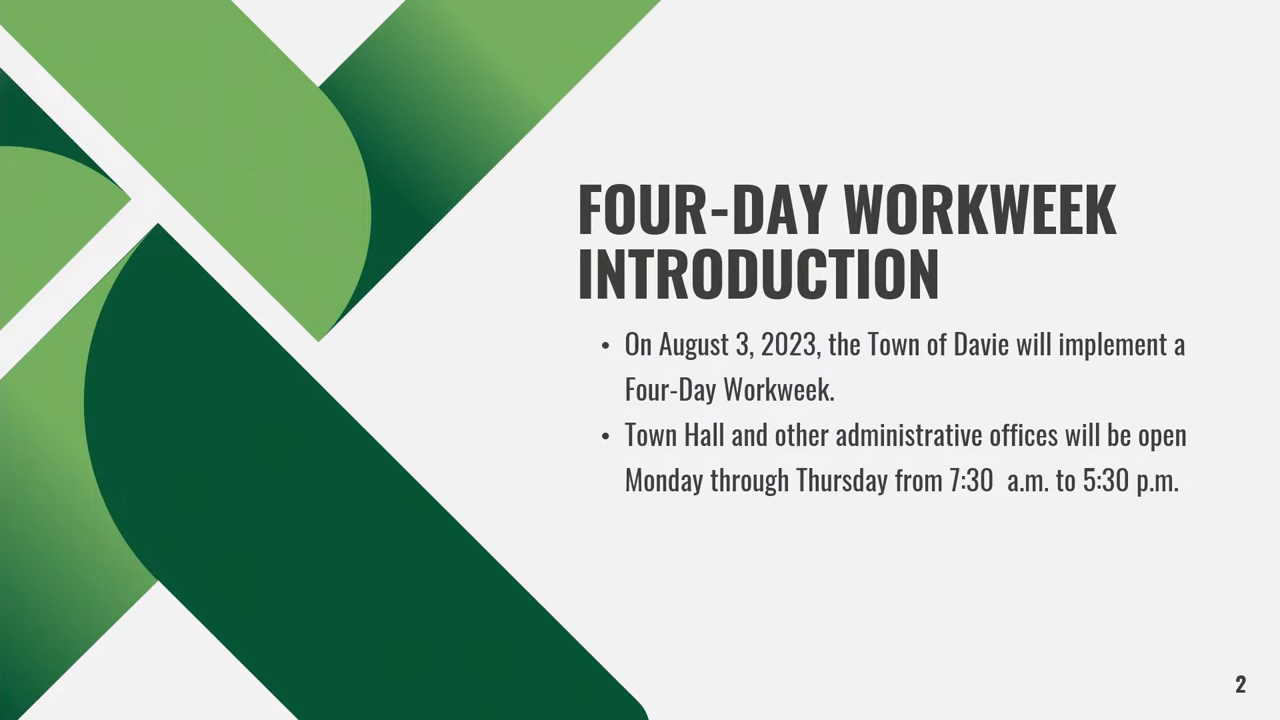 FOUR-DAY WORKWEEK
INTRODUCTION
• On August 3, 2023, the Town of Davie will implement a
Four-Day Workweek.
• Town Hall and other administrative offices will be open
Monday through Thursday from 7:30  a.m. to 5:30 p.m.
2